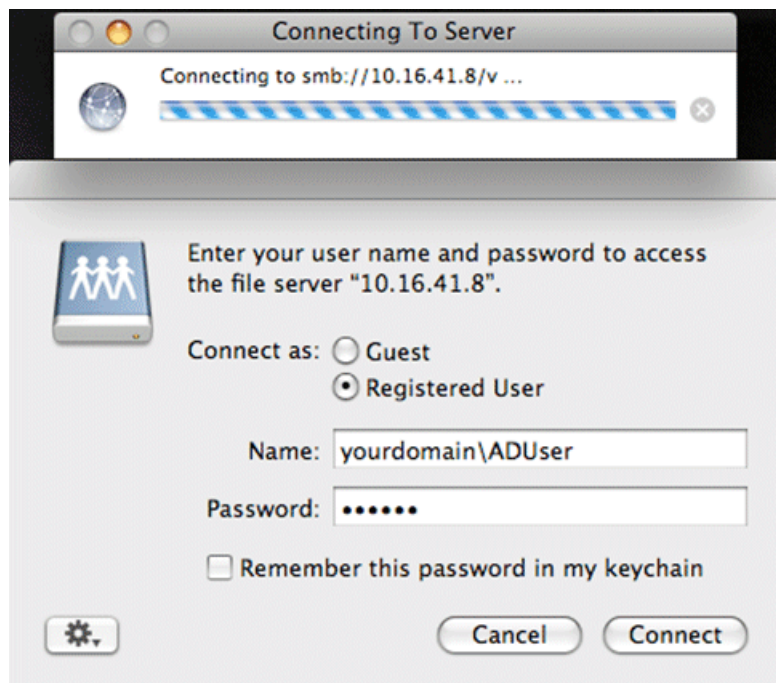 Connecting To Server
Connecting to smb://10.16.41.8/v ...
Enter your user name and password to access
the file server “10.16.41.8”.
Connect as: Guest
Registered User
Name: yourdomain\ADUser
Password: ••••••
Remember this password in my keychain
Cancel Connect